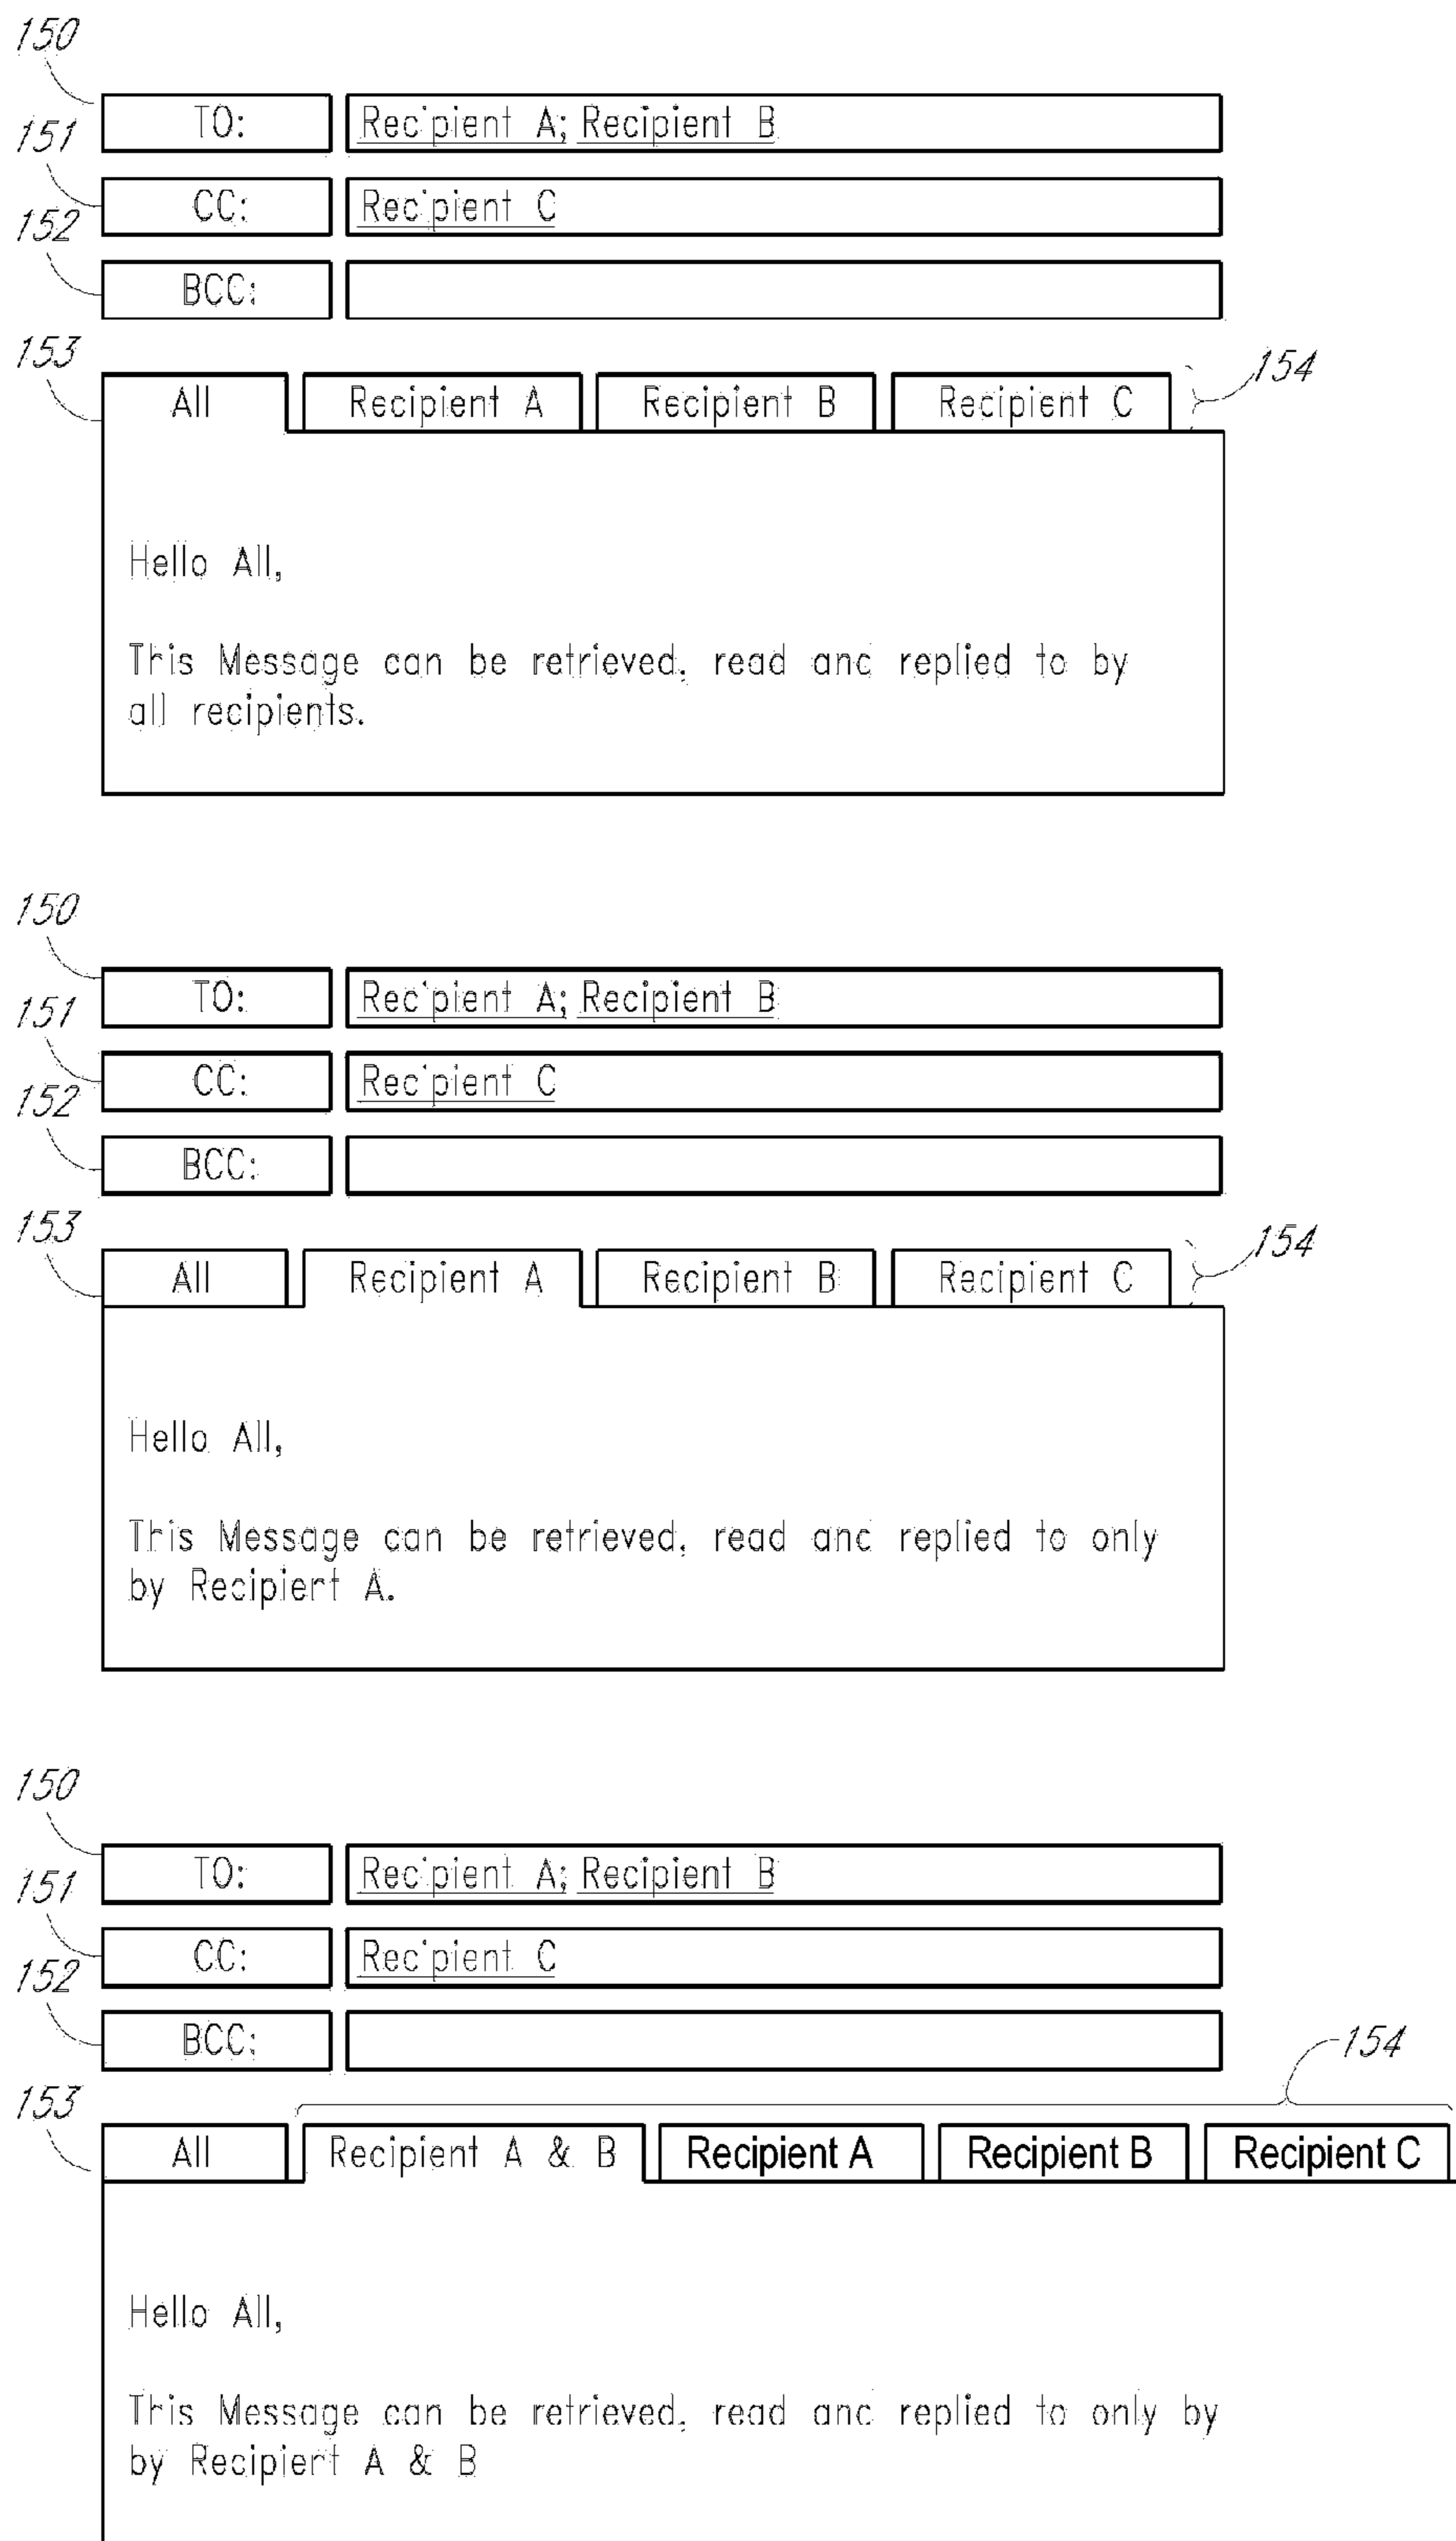 150
TO: Recipient A; Recipient B
151
CC: Recipient C
152
BCC:
153
154
All Recipient A Recipient B Recipient C
Hello All,
This Message can be retrieved, read and replied to by
all recipients.
150
TO: Recipient A; Recipient B
151
CC: Recipient C
152
BCC:
153
154
All Recipient A Recipient B Recipient C
Hello All,
This Message can be retrieved, read and replied to only
by Recipient A.
150
TO: Recipient A; Recipient B
151
CC: Recipient C
152
BCC:
154
153
All Recipient A & B Recipient A Recipient B Recipient C
Hello All,
This Message can be retrieved, read and replied to only by
by Recipient A & B